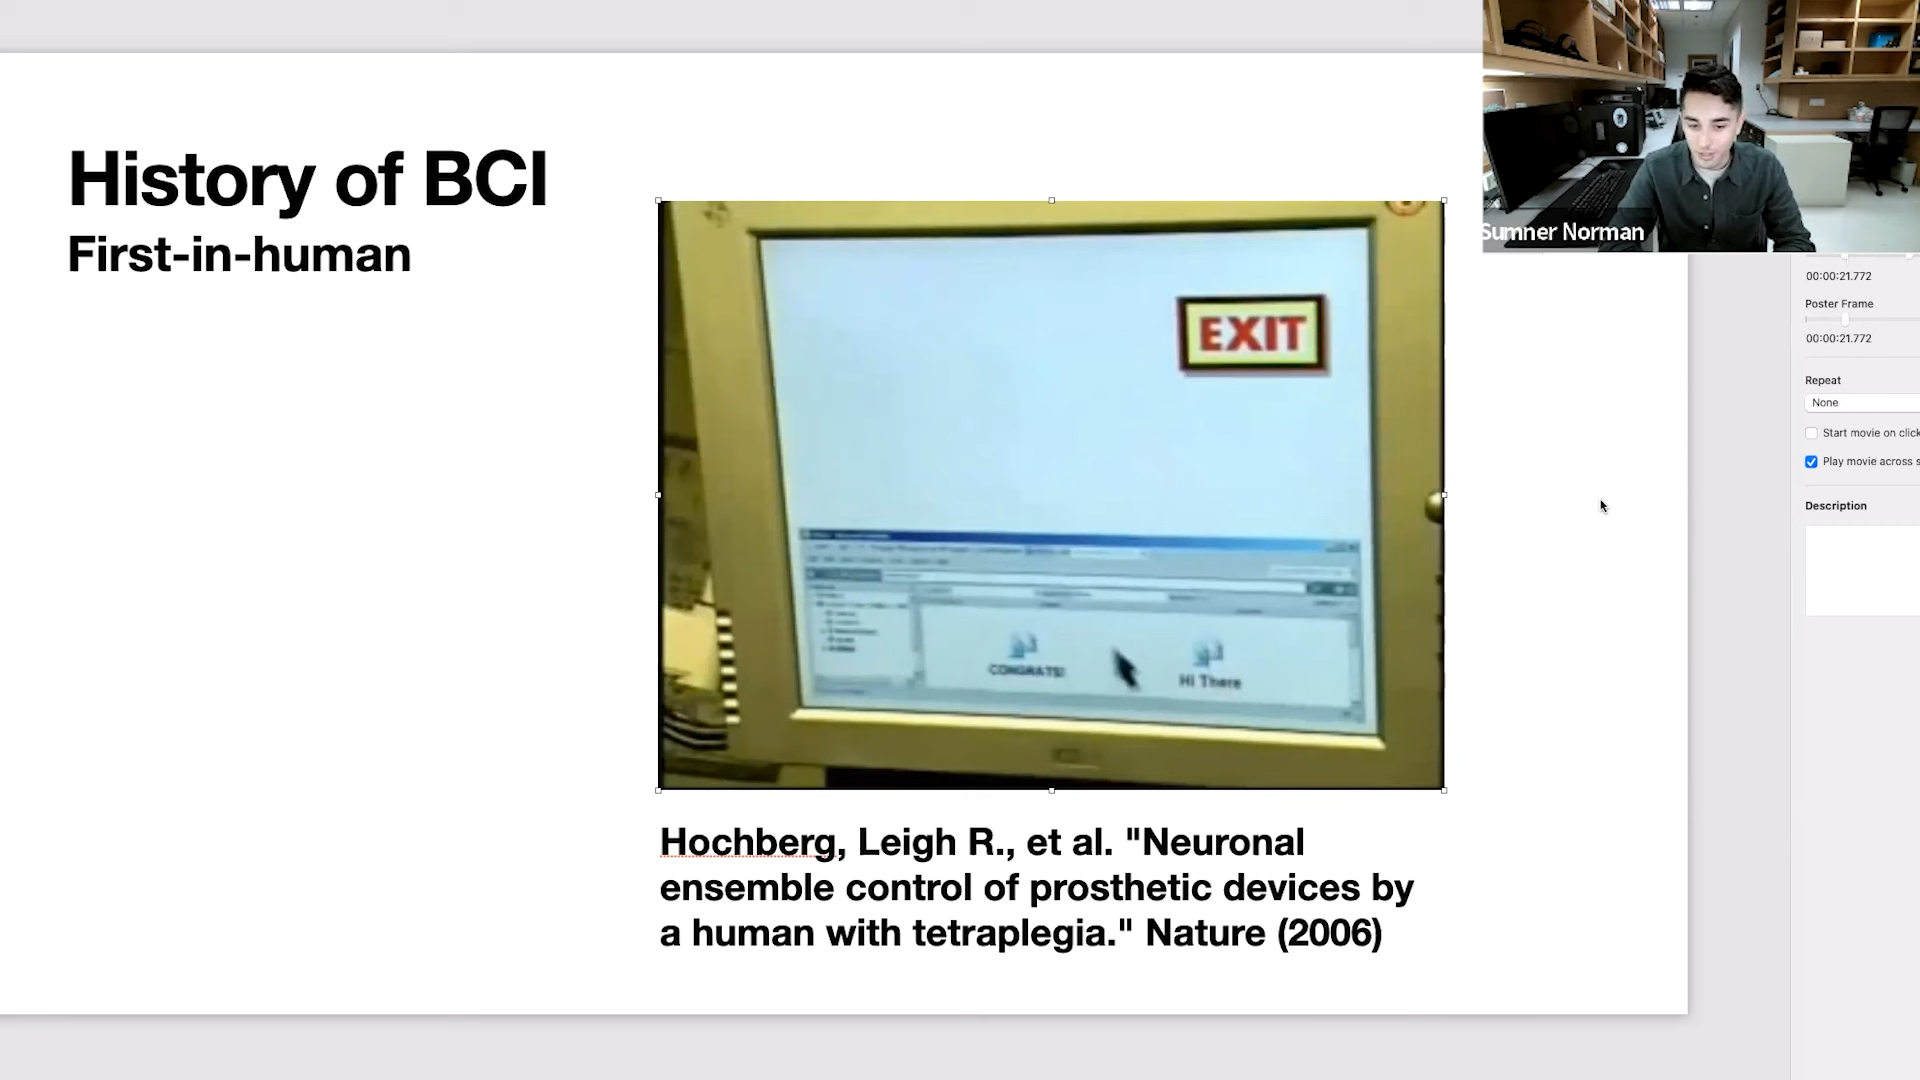 History of BCI
First-in-human
EXIT
CONGRATS!
Hi There
Hochberg, Leigh R., et al. "Neuronal
ensemble control of prosthetic devices by
a human with tetraplegia." Nature (2006)
Sumner Norman
00:00:21.772
Poster Frame
00:00:21.772
Repeat
None
Start movie on click
Play movie across s
Description